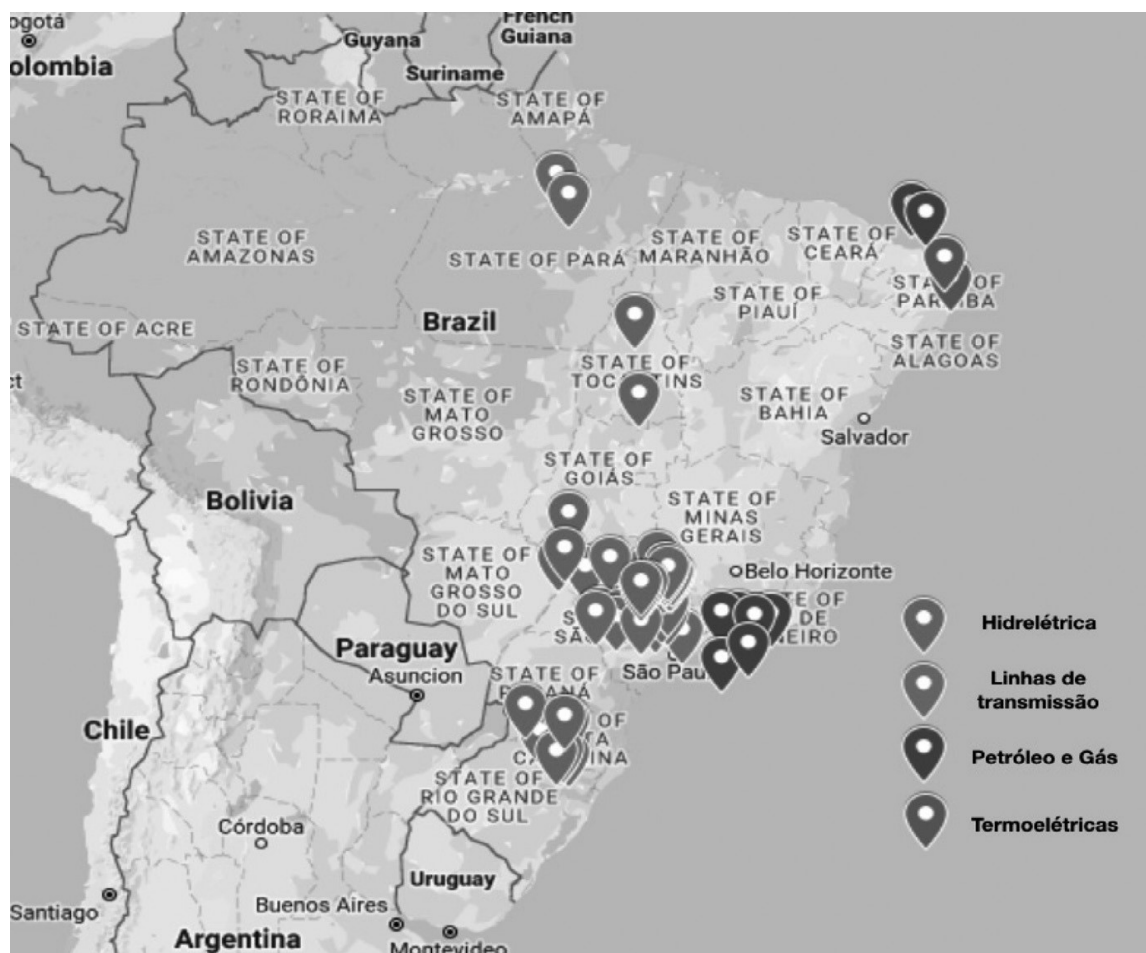 ogotá
olombia
French
Guiana
Guyana
Suriname
STATE OF
RORAIMA
STATE OF
AMAPÁ
STATE OF
AMAZONAS
STATE OF PARÁ
STATE OF
MARANHÃO
STATE OF
CEARÁ
STATE OF
PIAUÍ
STATE OF
ALAGOAS
Brazil
STATE OF ACRE
STATE OF
RONDÔNIA
STATE OF
MATO
GROSSO
STATE OF
STATE OF
BAHIA
Salvador
STATE OF
GOIÁS
Bolivia
STATE OF
MINAS
GERAIS
STATE OF
MATO
GROSSO
DO SUL
Belo Horizonte
Paraguay
Asuncion
São Pau
Chile
STATE OF
RIO GRANDE
DO SUL
Córdoba
Uruguay
Santiago
Buenos Aires
Argentina
Montevideo
Hidrelétrica
Linhas de
transmissão
Petróleo e Gás
Termoelétricas